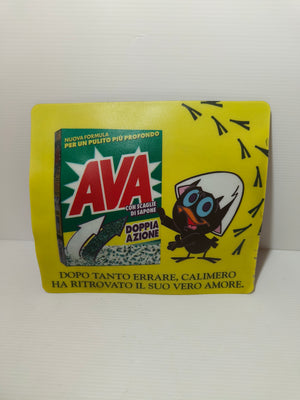 NUOVA FORMULA
PER UN PULITO PIÙ PROFONDO
AVA
CON SCAGLIE
DI SAPONE
DOPPIA
AZIONE
DOPO TANTO ERRARE, CALIMERO
HA RITROVATO IL SUO VERO AMORE.